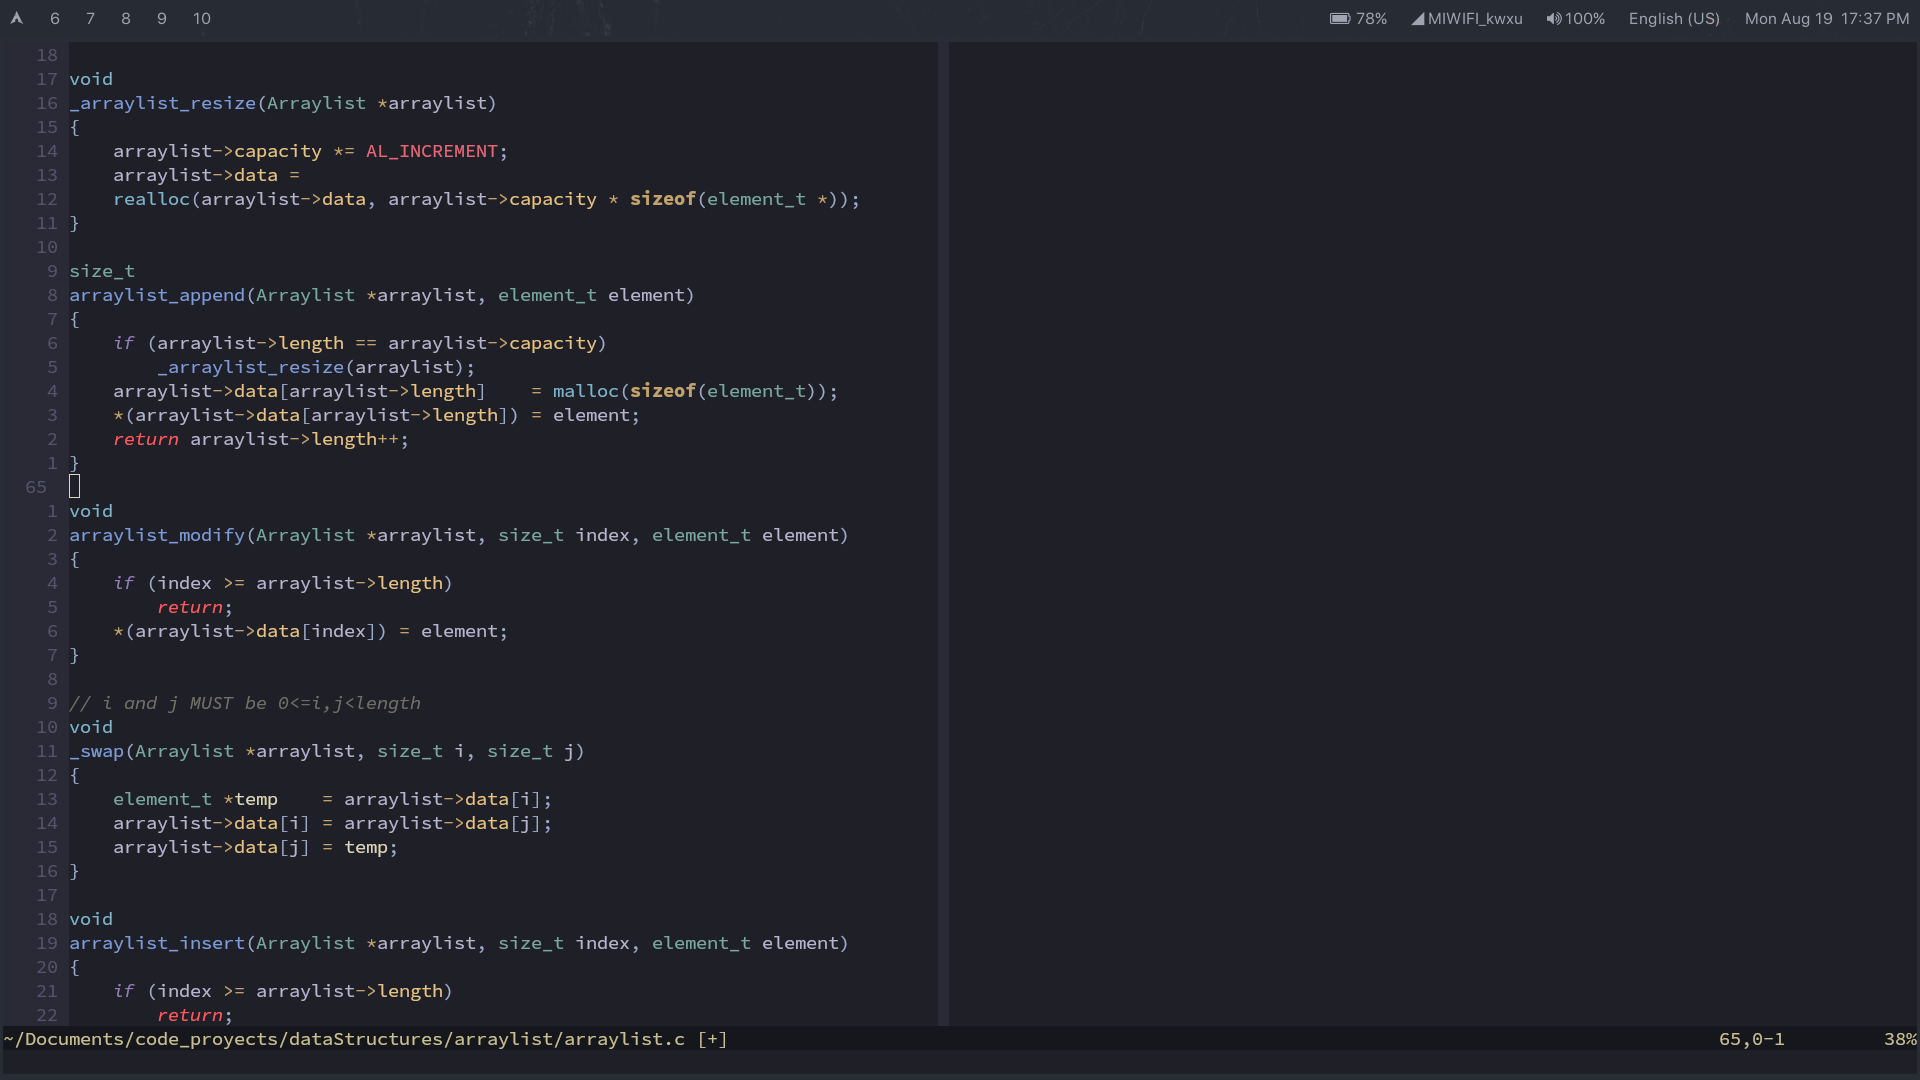 6 7 8 9 10 78% MIWIFI_kwxu 100% English (US) Mon Aug 19 17:37 PM
18
17 void
16 _arraylist_resize(Arraylist *arraylist)
15 {
14     arraylist->capacity *= AL_INCREMENT;
13     arraylist->data =
12     realloc(arraylist->data, arraylist->capacity * sizeof(element_t *));
11 }
10
9 size_t
8 arraylist_append(Arraylist *arraylist, element_t element)
7 {
6     if (arraylist->length == arraylist->capacity)
5         _arraylist_resize(arraylist);
4     arraylist->data[arraylist->length]    = malloc(sizeof(element_t));
3     *(arraylist->data[arraylist->length]) = element;
2     return arraylist->length++;
1 }
65
1 void
2 arraylist_modify(Arraylist *arraylist, size_t index, element_t element)
3 {
4     if (index >= arraylist->length)
5         return;
6     *(arraylist->data[index]) = element;
7 }
8
9 // i and j MUST be 0<=i,j<length
10 void
11 _swap(Arraylist *arraylist, size_t i, size_t j)
12 {
13     element_t *temp    = arraylist->data[i];
14     arraylist->data[i] = arraylist->data[j];
15     arraylist->data[j] = temp;
16 }
17
18 void
19 arraylist_insert(Arraylist *arraylist, size_t index, element_t element)
20 {
21     if (index >= arraylist->length)
22         return;
~/Documents/code_proyects/dataStructures/arraylist/arraylist.c [+] 65,0-1 38%